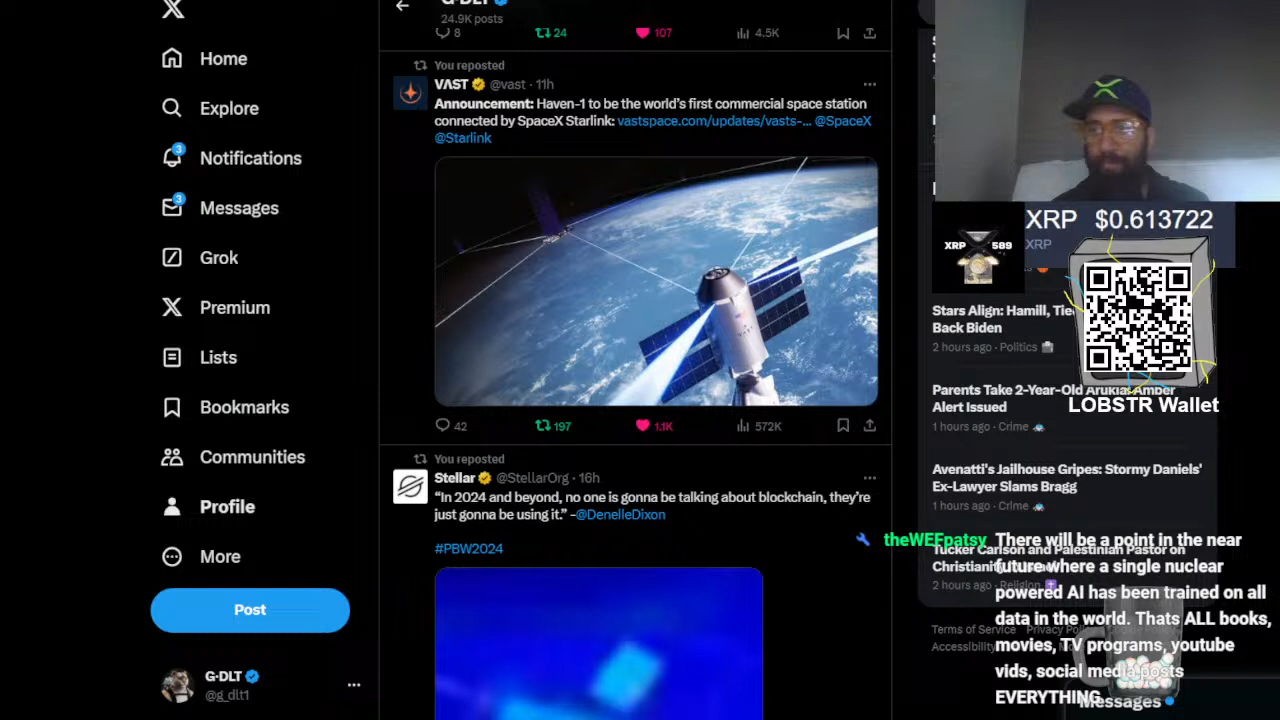 G-DLT
24.9K posts
8
24
107
4.5K
Home
Explore
3
Notifications
3
Messages
Grok
Premium
Lists
Bookmarks
Communities
Profile
More
Post
G-DLT
@g_dlt1
You reposted
VΛST @vast · 11h
Announcement: Haven-1 to be the world's first commercial space station
connected by SpaceX Starlink: vastspace.com/updates/vasts-... @SpaceX
@Starlink
42
197
1.1K
572K
You reposted
Stellar @StellarOrg · 16h
“In 2024 and beyond, no one is gonna be talking about blockchain, they're
just gonna be using it.” -@DenelleDixon
#PBW2024
XRP $0.613722
XRP
XRP 589
LOBSTR Wallet
Stars Align: Hamill,
Back Biden
2 hours ago · Politics
Parents Take 2-Year-Old Arukia: Amber
Alert Issued
1 hours ago · Crime
Avenatti's Jailhouse Gripes: Stormy Daniels'
Ex-Lawyer Slams Bragg
1 hours ago · Crime
Tucker Carlson and Palestinian Pastor on
Christianity
2 hours ago · Religion
Terms of Service Privacy
Accessibility
Messages
theWEFpatsy There will be a point in the near
future where a single nuclear
powered AI has been trained on all
data in the world. Thats ALL books,
movies, TV programs, youtube
vids, social media posts
EVERYTHING